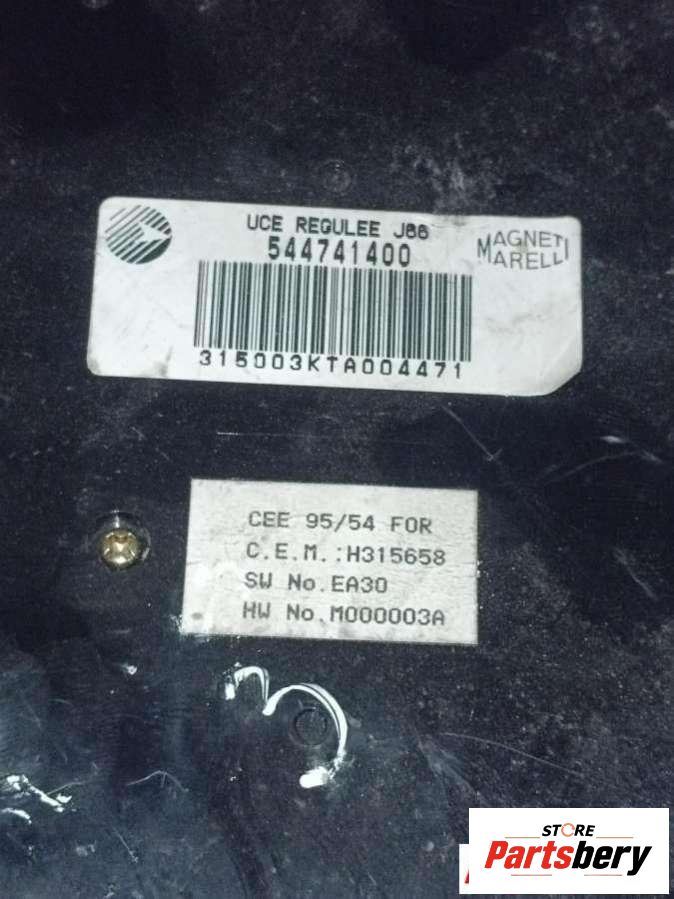 UCE REGULEE J66
544741400
MAGNETI
MARELLI
315003KTA004471
CEE 95/54 FOR
C.E.M.:H315658
SW No.EA30
HW No.M000003A
STORE
Partsbery